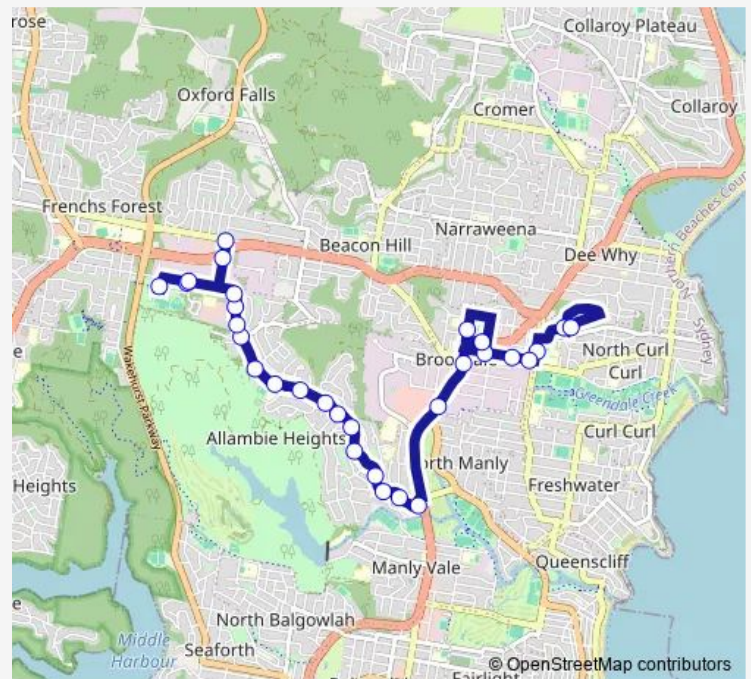 rose
Collaroy Plateau
Oxford Falls
Cromer
Collaroy
Frenchs Forest
Narraweena
Beacon Hill
Dee Why
Northern Beaches Coun
Sydney
North Curl
Curl
e
Wakehurst Parkway
Greendale Creek
Allambie Heights
Curl Curl
orth Manly
Heights
Freshwater
Manly Vale
Queenscliff
e
North Balgowlah
Middle
Harbour
Seaforth
Fairlight
© OpenStreetMap contributors